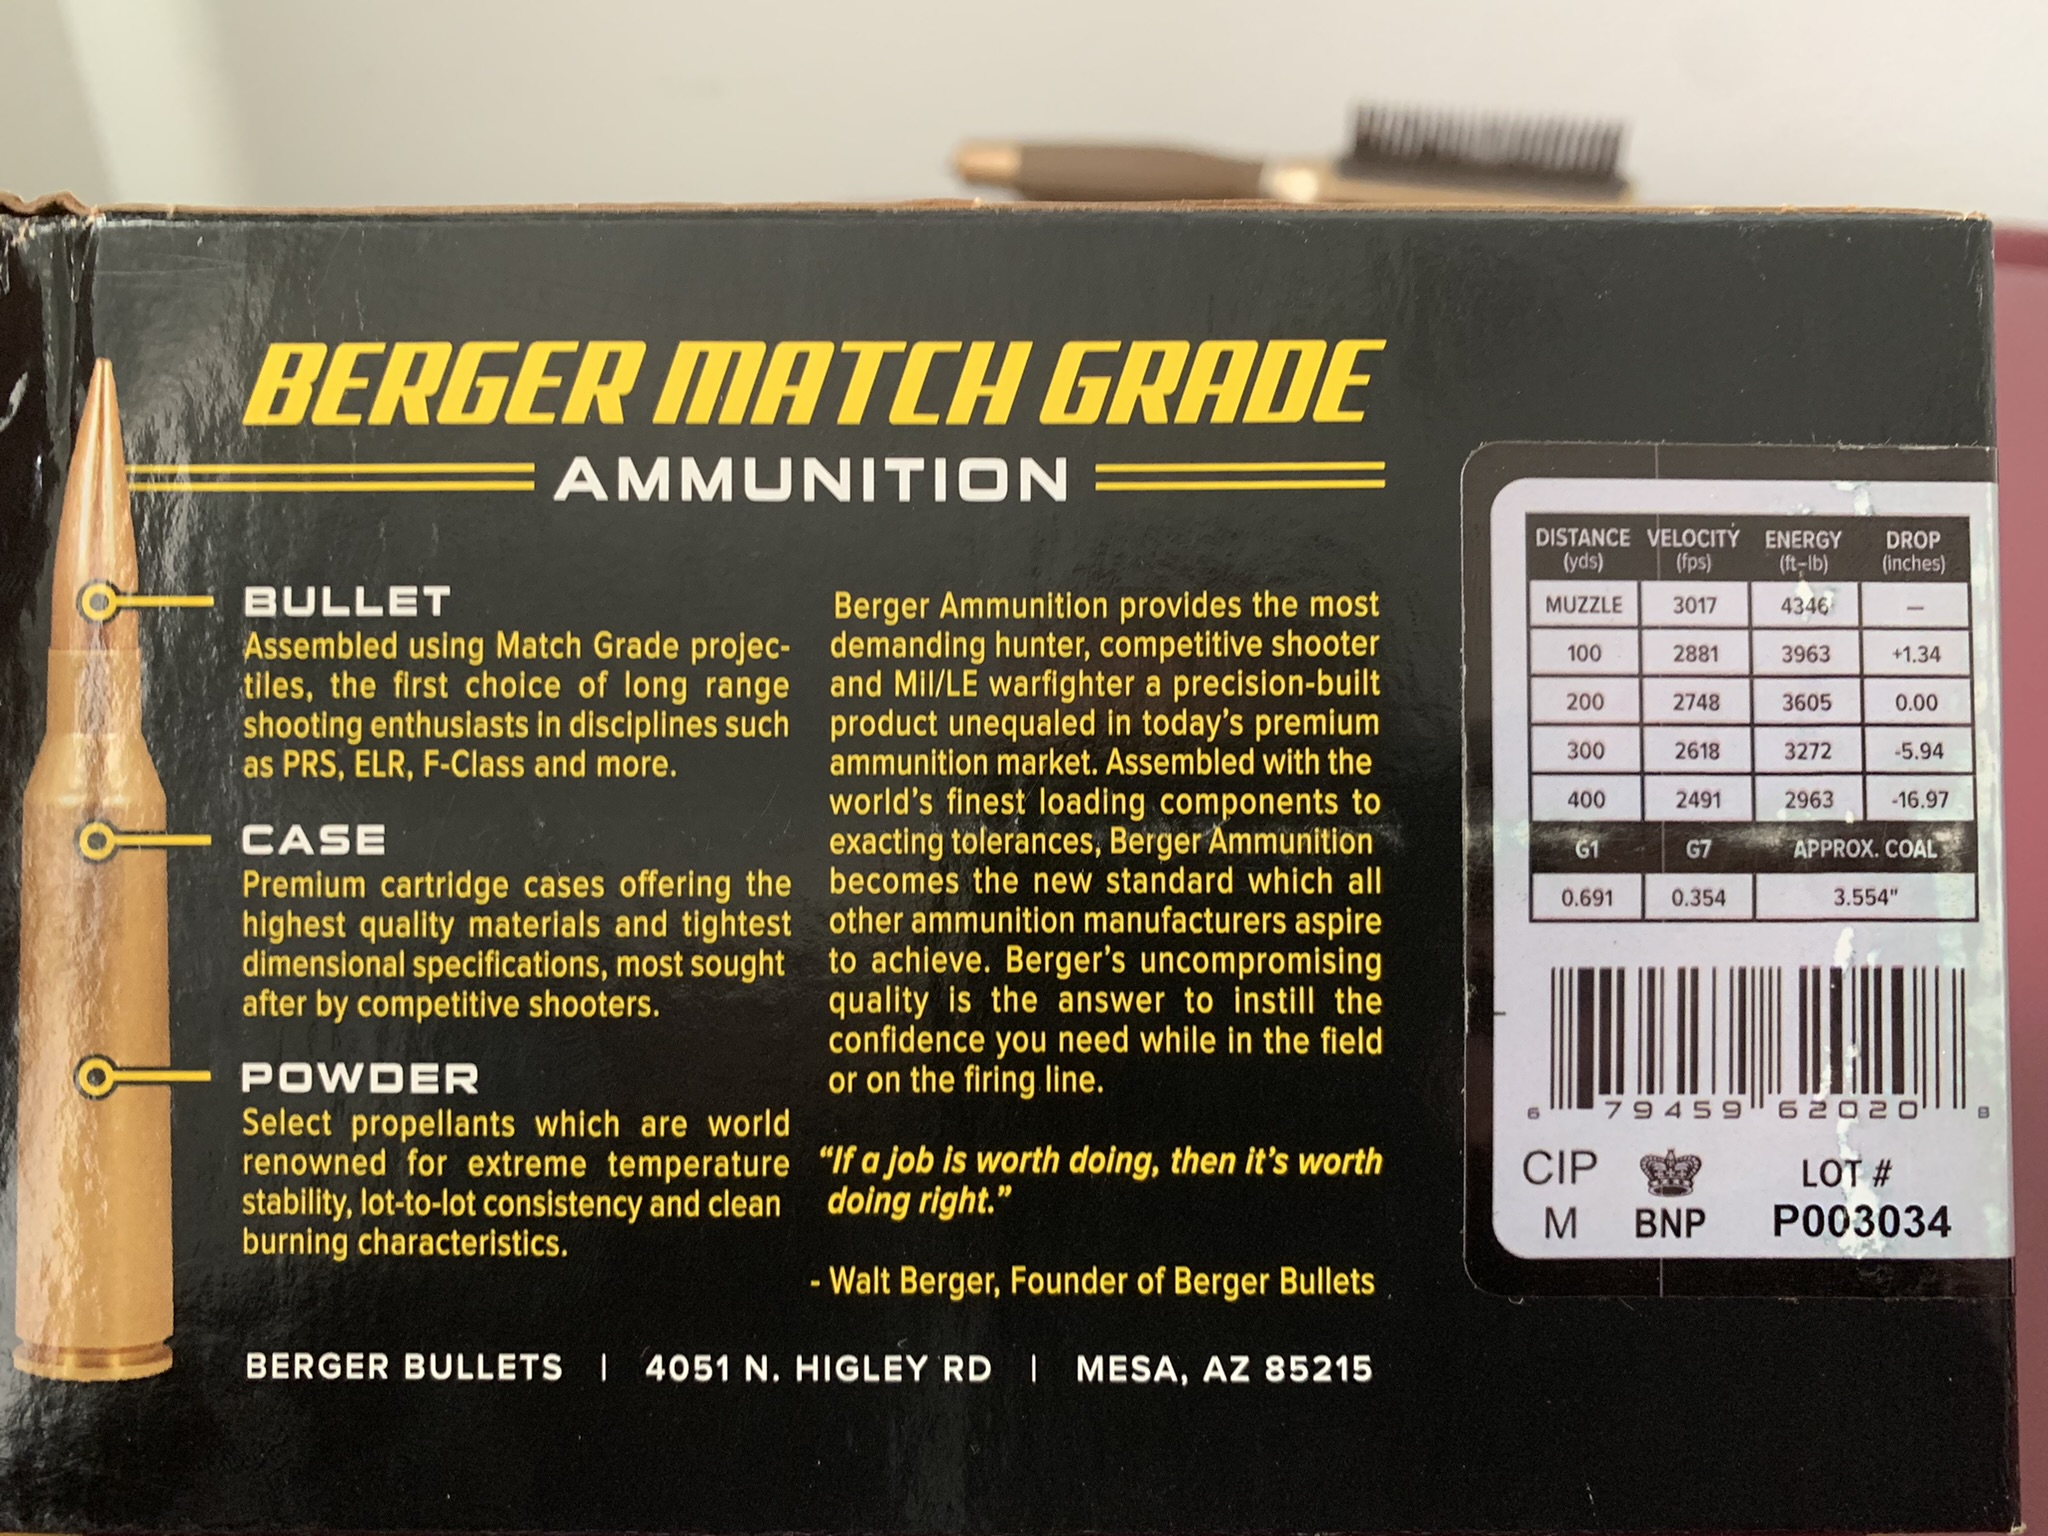 BERGER MATCH GRADE
AMMUNITION
BULLET
Assembled using Match Grade projec-
tiles, the first choice of long range
shooting enthusiasts in disciplines such
as PRS, ELR, F-Class and more.
CASE
Premium cartridge cases offering the
highest quality materials and tightest
dimensional specifications, most sought
after by competitive shooters.
POWDER
Select propellants which are world
renowned for extreme temperature
stability, lot-to-lot consistency and clean
burning characteristics.
Berger Ammunition provides the most
demanding hunter, competitive shooter
and Mil/LE warfighter a precision-built
product unequaled in today's premium
ammunition market. Assembled with the
world's finest loading components to
exacting tolerances, Berger Ammunition
becomes the new standard which all
other ammunition manufacturers aspire
to achieve. Berger's uncompromising
quality is the answer to instill the
confidence you need while in the field
or on the firing line.
"If a job is worth doing, then it's worth
doing right."
- Walt Berger, Founder of Berger Bullets
BERGER BULLETS | 4051 N. HIGLEY RD | MESA, AZ 85215
DISTANCE VELOCITY ENERGY DROP
(yds) (fps) (ft-lb) (inches)
MUZZLE 3017 4346 —
100 2881 3963 +1.34
200 2748 3605 0.00
300 2618 3272 -5.94
400 2491 2963 -16.97
G1 G7 APPROX. COAL
0.691 0.354 3.554"
6 79459 62020 8
CIP LOT #
M BNP P003034